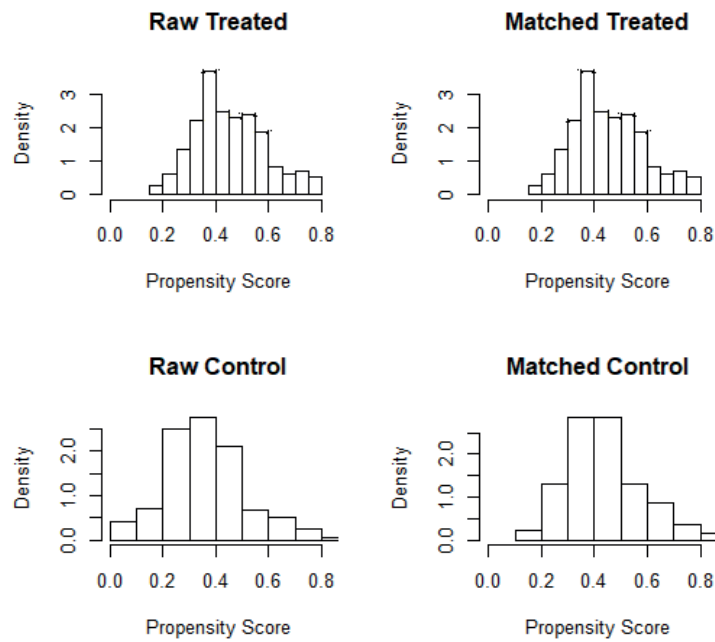 Raw Treated
Density
0 1 2 3
0.0 0.2 0.4 0.6 0.8
Propensity Score
Matched Treated
Density
0 1 2 3
0.0 0.2 0.4 0.6 0.8
Propensity Score
Raw Control
Density
0.0 1.0 2.0
0.0 0.2 0.4 0.6 0.8
Propensity Score
Matched Control
Density
0.0 1.0 2.0
0.0 0.2 0.4 0.6 0.8
Propensity Score